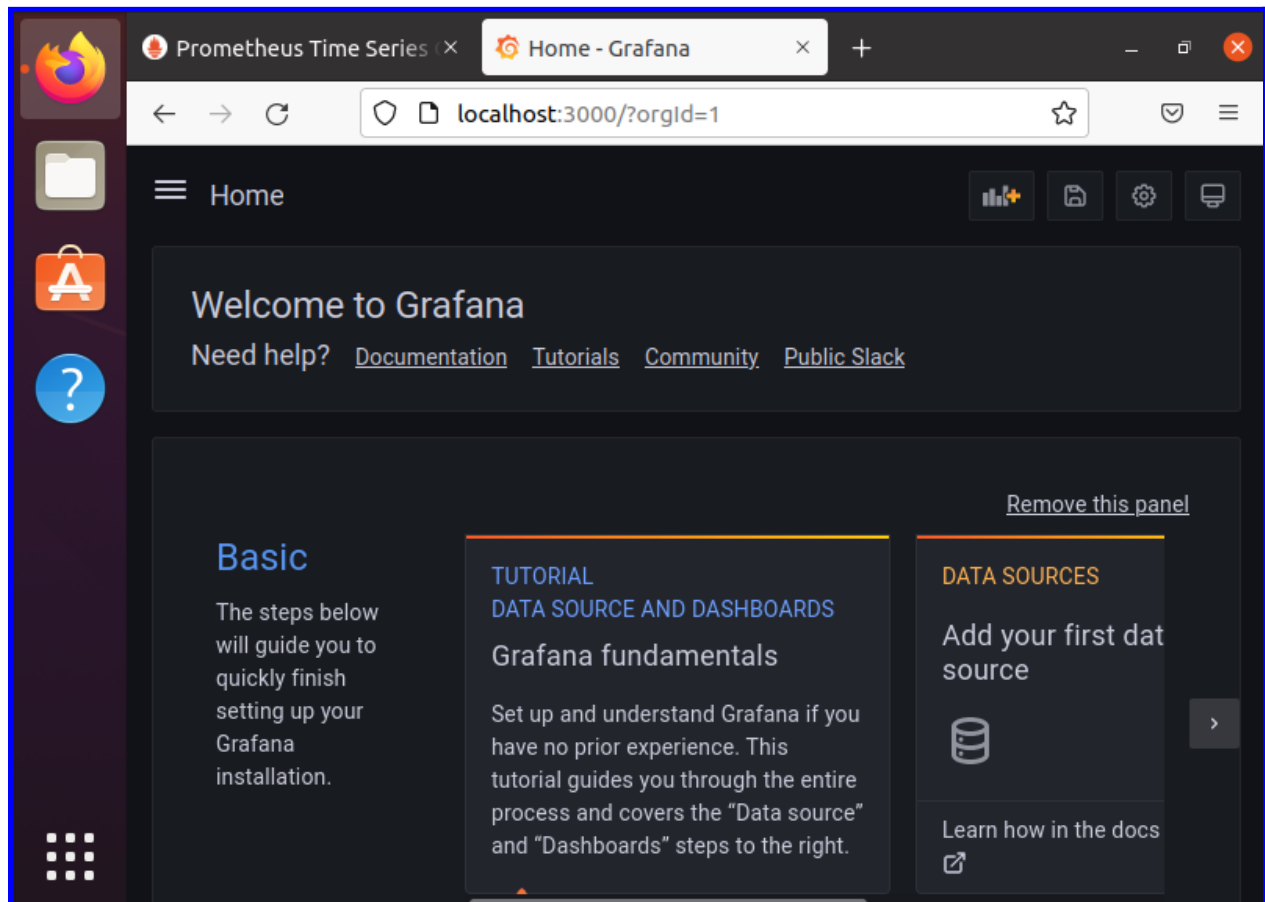 Prometheus Time Series
Home - Grafana
localhost:3000/?orgId=1
Home
Welcome to Grafana
Need help? Documentation Tutorials Community Public Slack
Remove this panel
Basic
The steps below
will guide you to
quickly finish
setting up your
Grafana
installation.
TUTORIAL
DATA SOURCE AND DASHBOARDS
Grafana fundamentals
Set up and understand Grafana if you
have no prior experience. This
tutorial guides you through the entire
process and covers the “Data source”
and “Dashboards” steps to the right.
DATA SOURCES
Add your first dat
source
Learn how in the docs